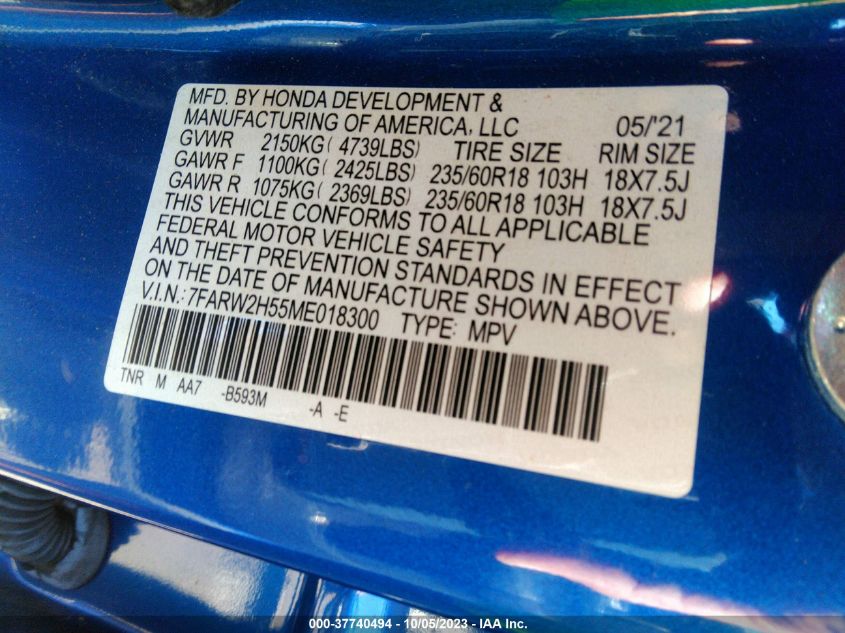 MFD. BY HONDA DEVELOPMENT &
MANUFACTURING OF AMERICA, LLC 05/'21
GVWR 2150KG( 4739LBS) TIRE SIZE RIM SIZE
GAWR F 1100KG( 2425LBS) 235/60R18 103H 18X7.5J
GAWR R 1075KG( 2369LBS) 235/60R18 103H 18X7.5J
THIS VEHICLE CONFORMS TO ALL APPLICABLE
FEDERAL MOTOR VEHICLE SAFETY
AND THEFT PREVENTION STANDARDS IN EFFECT
ON THE DATE OF MANUFACTURE SHOWN ABOVE.
V.I.N.:7FARW2H55ME018300 TYPE: MPV
TNR M AA7 -B593M -A -E
000-37740494 - 10/05/2023 - IAA Inc.